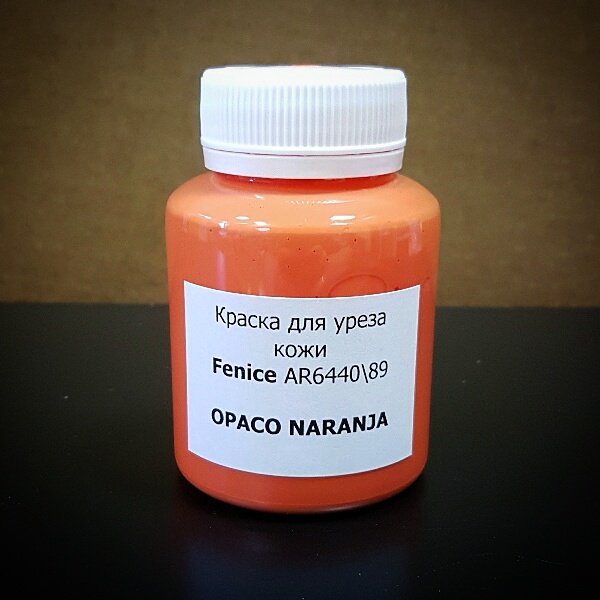 Краска для уреза
кожи
Fenice AR6440\89
OPACO NARANJA